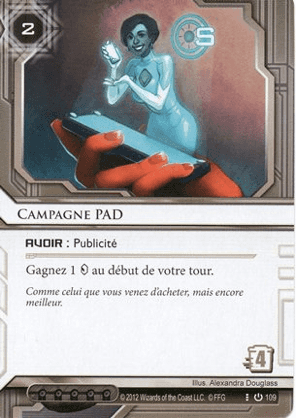 2
S
CAMPAGNE PAD
AVOIR : Publicité
Gagnez 1 au début de votre tour.
Comme celui que vous venez d'acheter, mais encore
meilleur.
4
Illus. Alexandra Douglass
© 2012 Wizards of the Coast LLC. © FFG
109